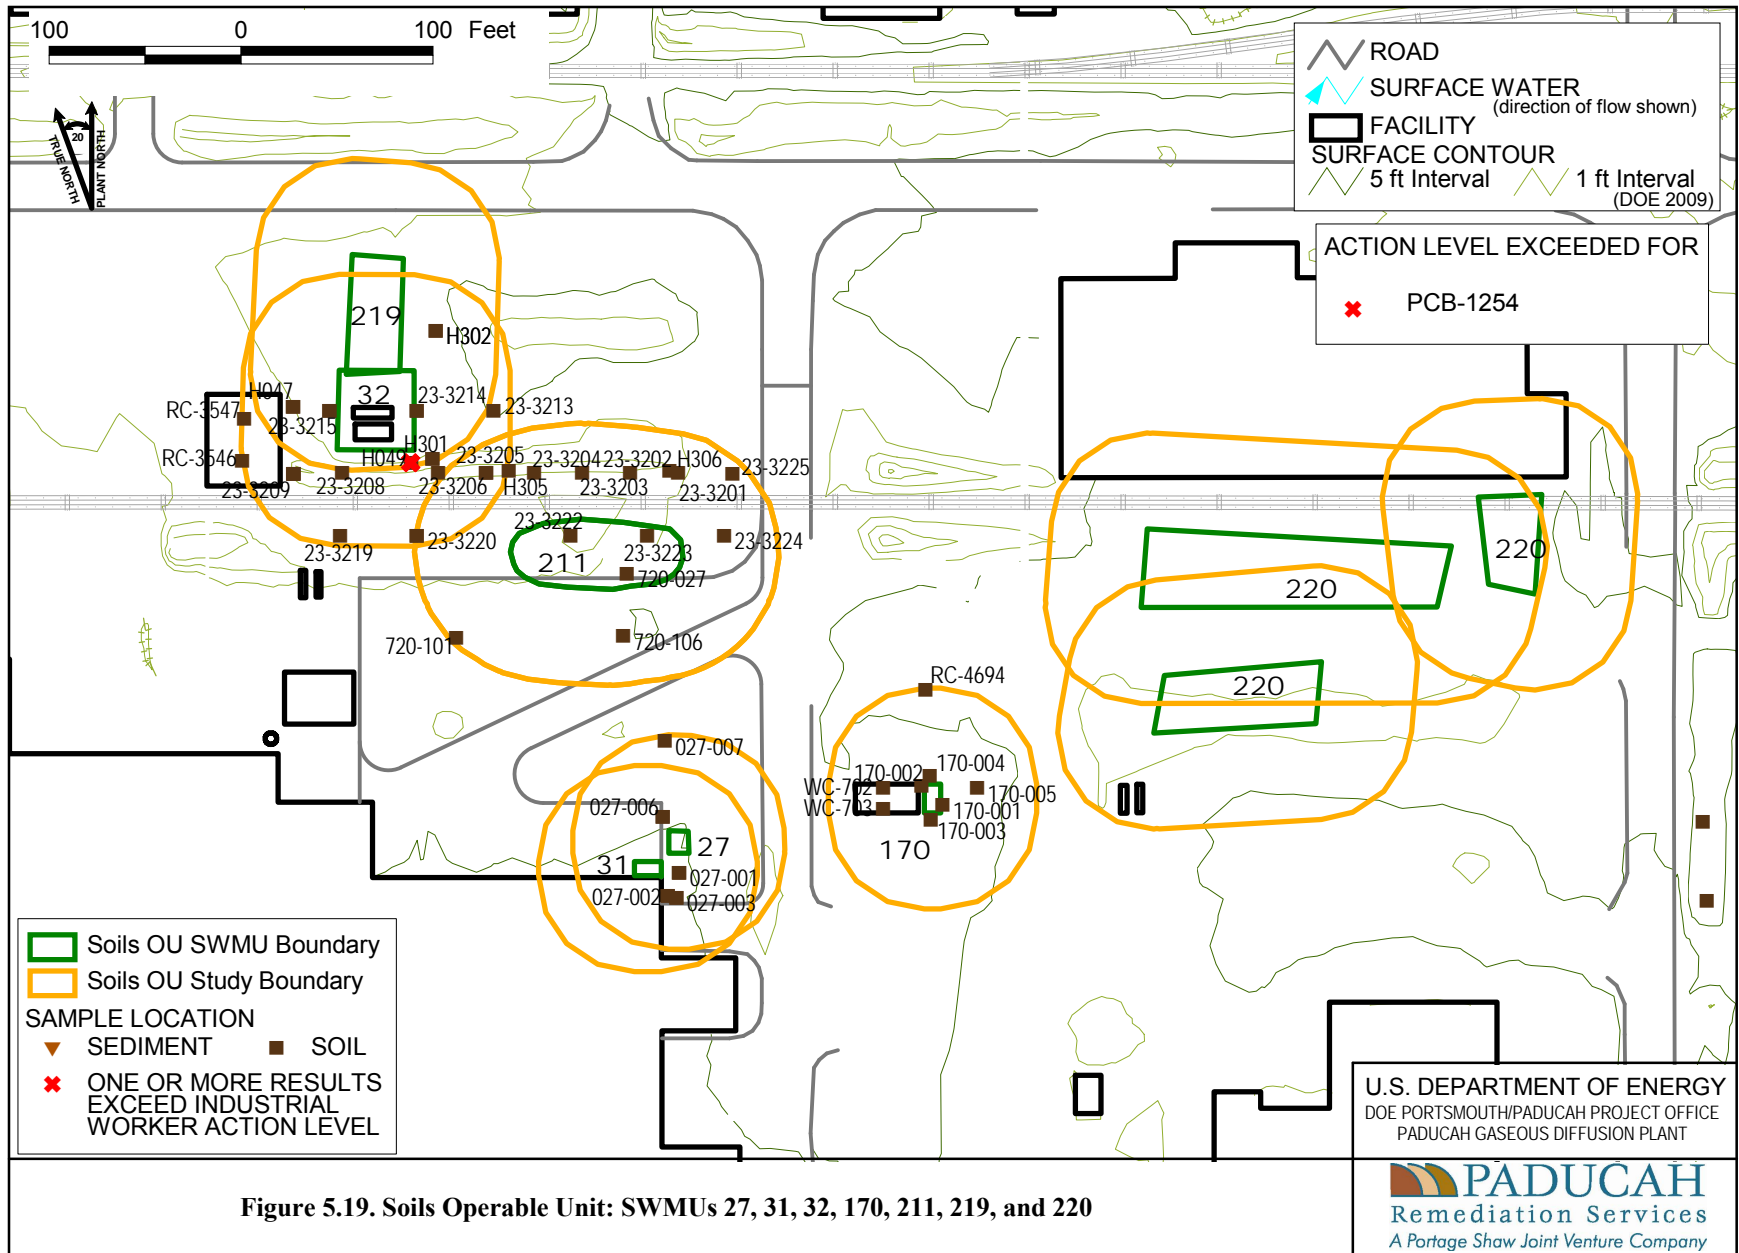 100 0 100 Feet
TRUE NORTH
20
PLANT NORTH
ROAD
SURFACE WATER
(direction of flow shown)
FACILITY
SURFACE CONTOUR
5 ft Interval 1 ft Interval
(DOE 2009)
ACTION LEVEL EXCEEDED FOR
PCB-1254
219
H302
H047
32
23-3214
RC-3547
23-3213
23-3215
H301
RC-3546
H049
23-3205
23-3204
23-3202
H306
23-3225
23-3209
23-3208
23-3206
H305
23-3203
23-3201
23-3222
23-3219
23-3220
211
23-3223
23-3224
720-027
720-101
720-106
220
220
220
RC-4694
027-007
170-004
170-002
WC-702
170-005
WC-703
170-001
170-003
170
027-006
27
31
027-001
027-002
027-003
Soils OU SWMU Boundary
Soils OU Study Boundary
SAMPLE LOCATION
SEDIMENT SOIL
ONE OR MORE RESULTS
EXCEED INDUSTRIAL
WORKER ACTION LEVEL
U.S. DEPARTMENT OF ENERGY
DOE PORTSMOUTH/PADUCAH PROJECT OFFICE
PADUCAH GASEOUS DIFFUSION PLANT
PADUCAH
Remediation Services
A Portage Shaw Joint Venture Company
Figure 5.19. Soils Operable Unit: SWMUs 27, 31, 32, 170, 211, 219, and 220